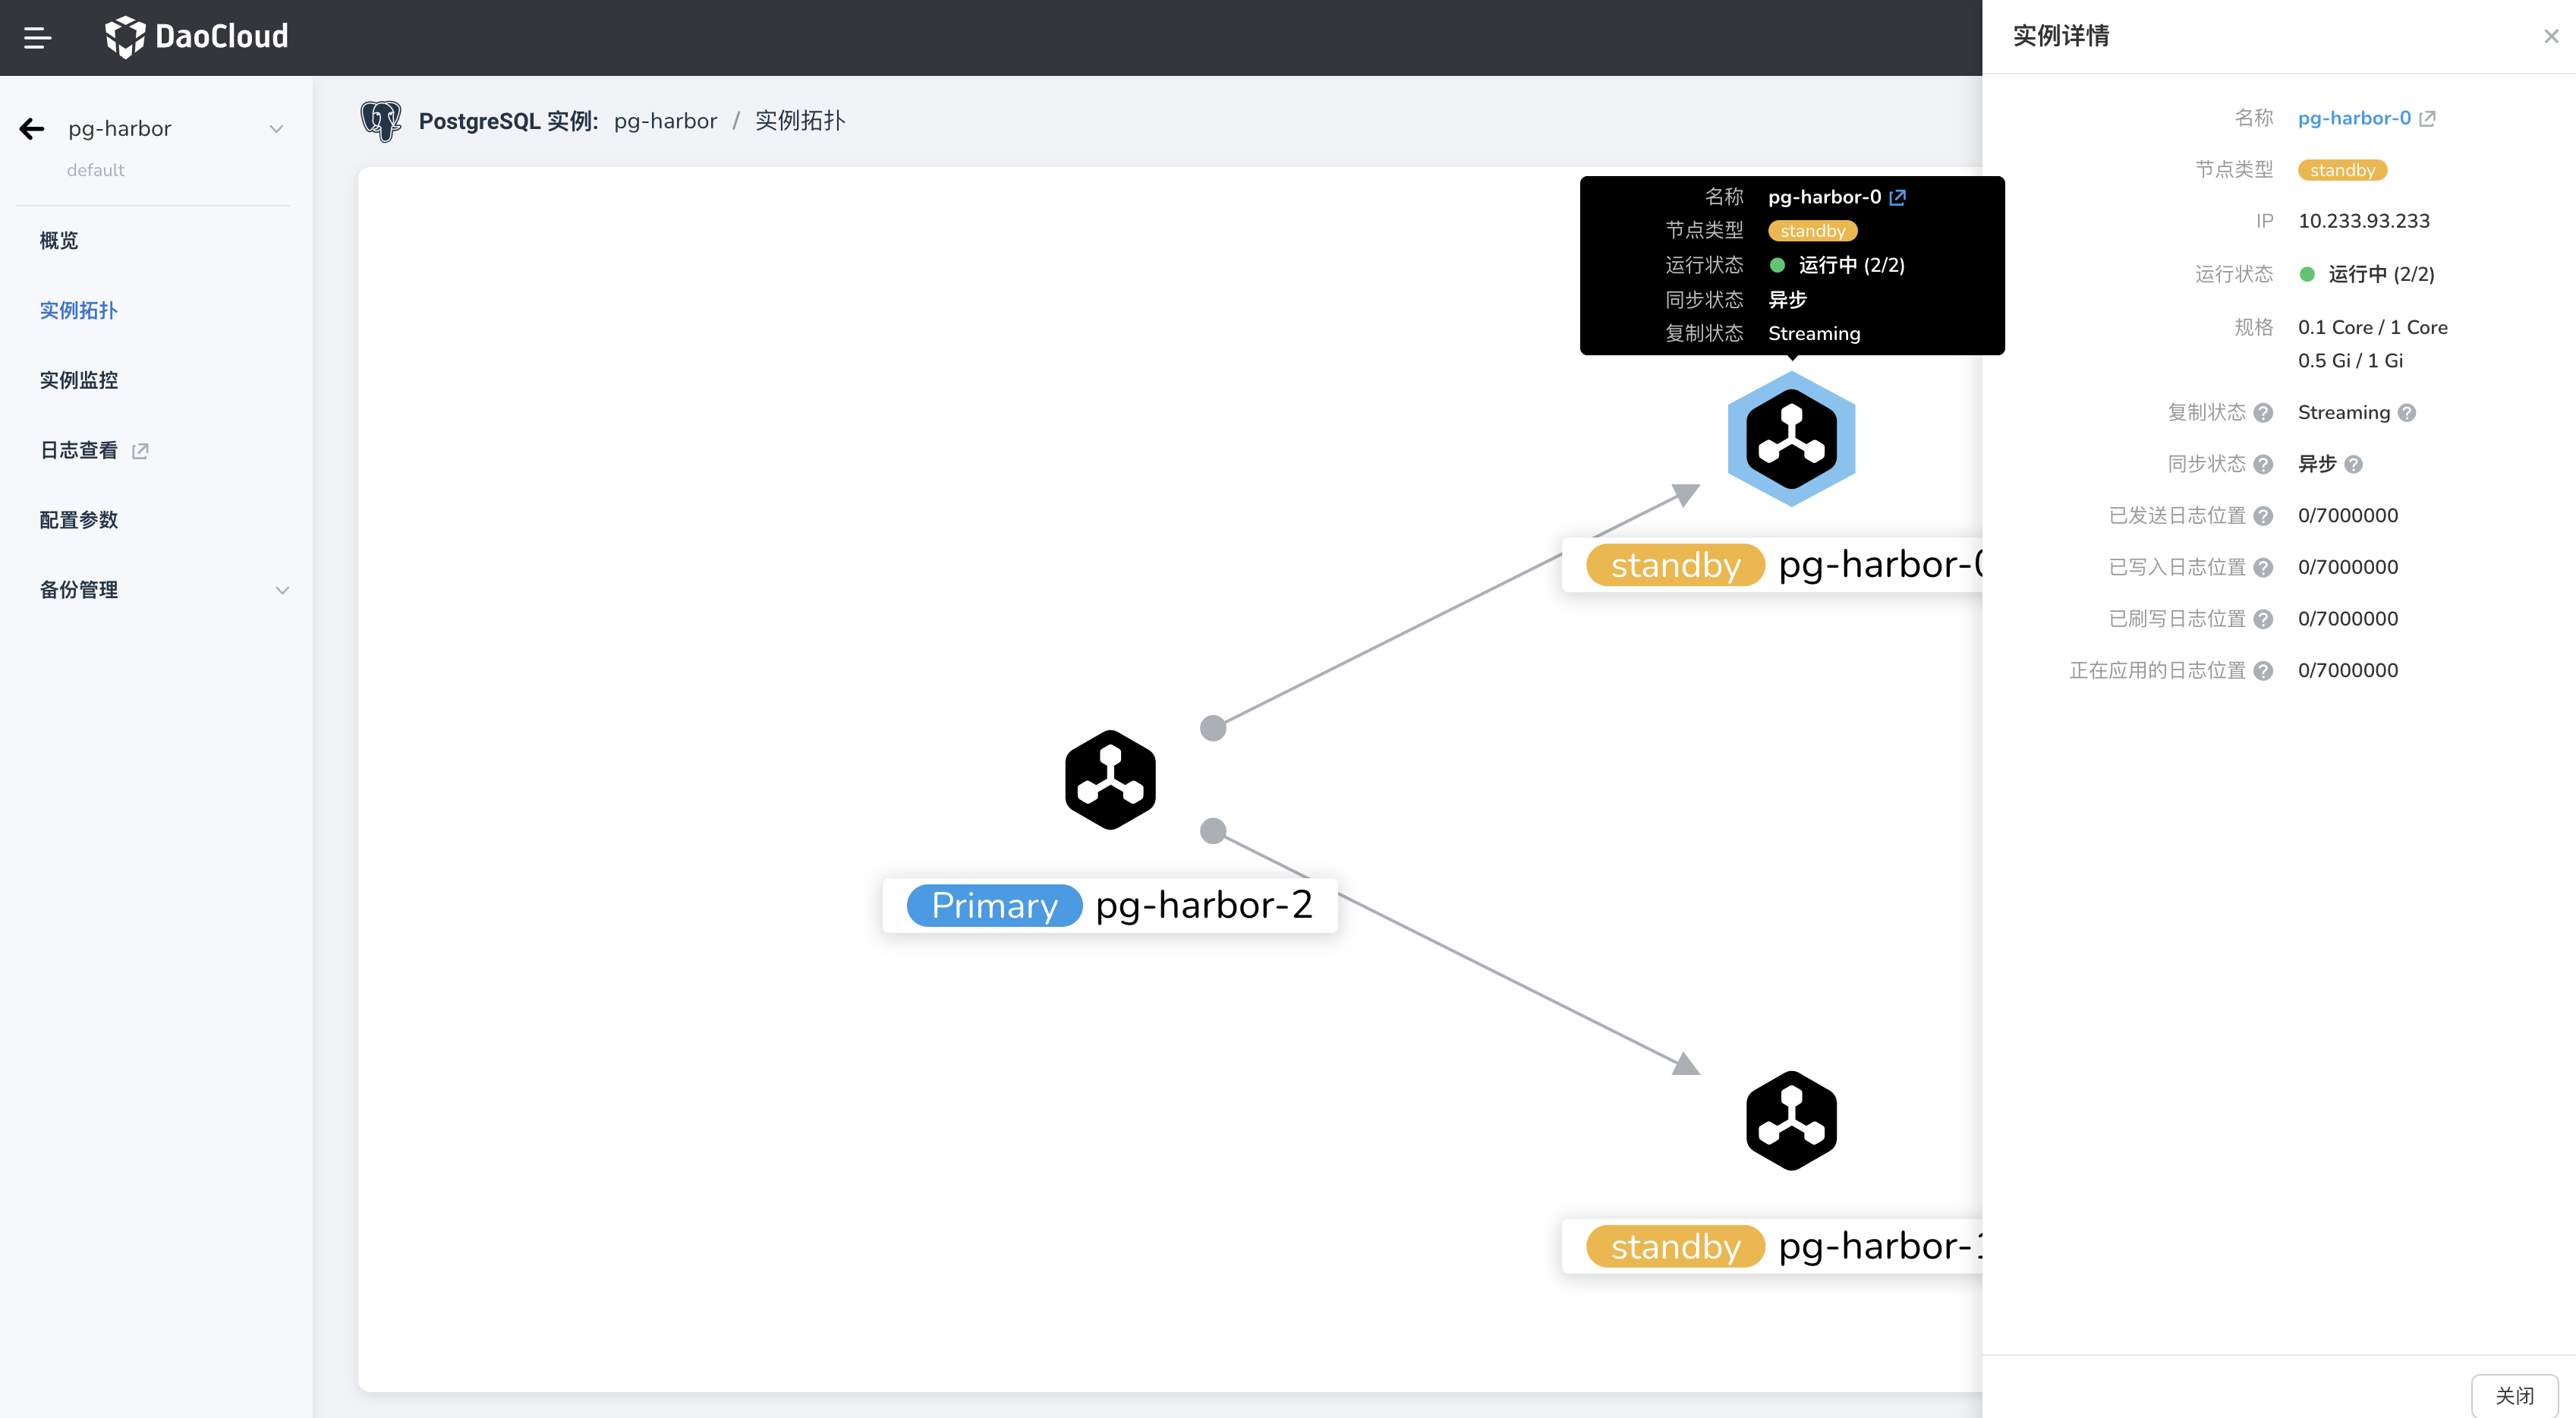 DaoCloud
pg-harbor
default
概览
实例拓扑
实例监控
日志查看
配置参数
备份管理
PostgreSQL 实例: pg-harbor / 实例拓扑
名称 pg-harbor-0
节点类型 standby
运行状态 运行中 (2/2)
同步状态 异步
复制状态 Streaming
standby pg-harbor-0
Primary pg-harbor-2
standby pg-harbor-1
实例详情
名称 pg-harbor-0
节点类型 standby
IP 10.233.93.233
运行状态 运行中 (2/2)
规格 0.1 Core / 1 Core
0.5 Gi / 1 Gi
复制状态 Streaming
同步状态 异步
已发送日志位置 0/7000000
已写入日志位置 0/7000000
已刷写日志位置 0/7000000
正在应用的日志位置 0/7000000
关闭